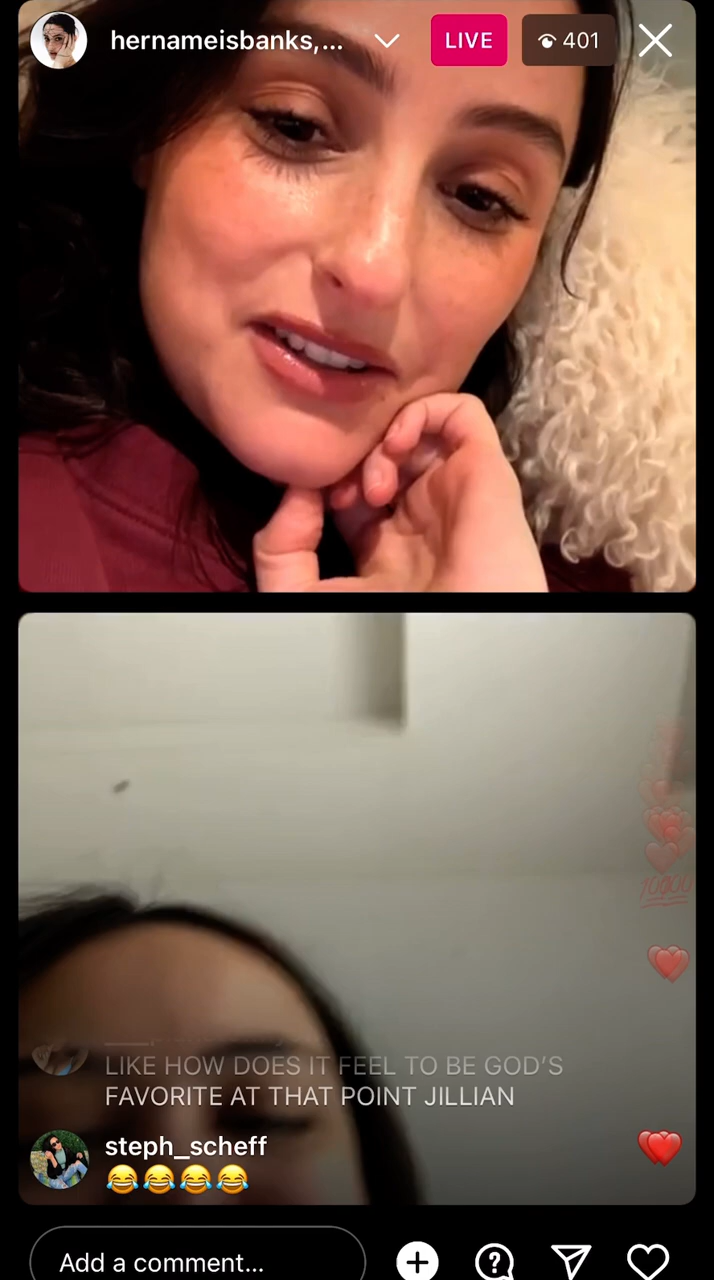 hernameisbanks,...
LIVE
401
LIKE HOW DOES IT FEEL TO BE GOD'S
FAVORITE AT THAT POINT JILLIAN
steph_scheff
😂😂😂😂
Add a comment...